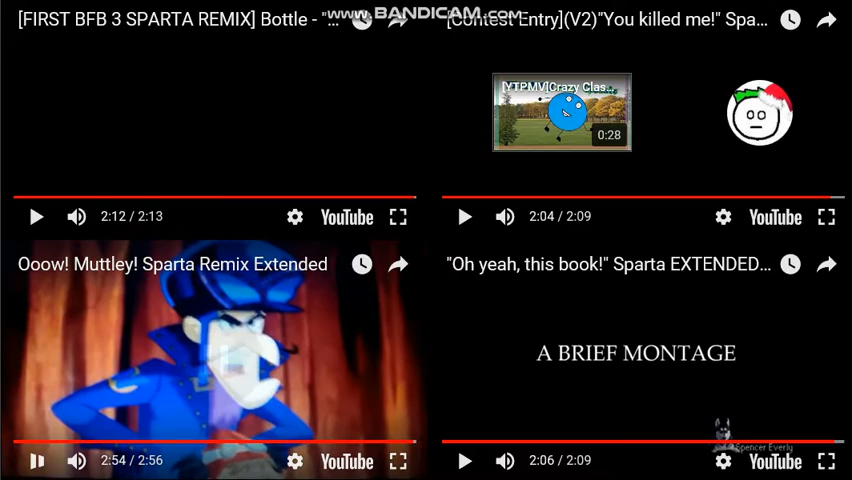 www.BANDICAM.com
[FIRST BFB 3 SPARTA REMIX] Bottle - "...
[Contest Entry](V2)"You killed me!" Spa...
[YTPMV]Crazy Clas...
0:28
2:12 / 2:13
YouTube
2:04 / 2:09
YouTube
Ooow! Muttley! Sparta Remix Extended
"Oh yeah, this book!" Sparta EXTENDED...
A BRIEF MONTAGE
Spencer Everly
2:54 / 2:56
YouTube
2:06 / 2:09
YouTube